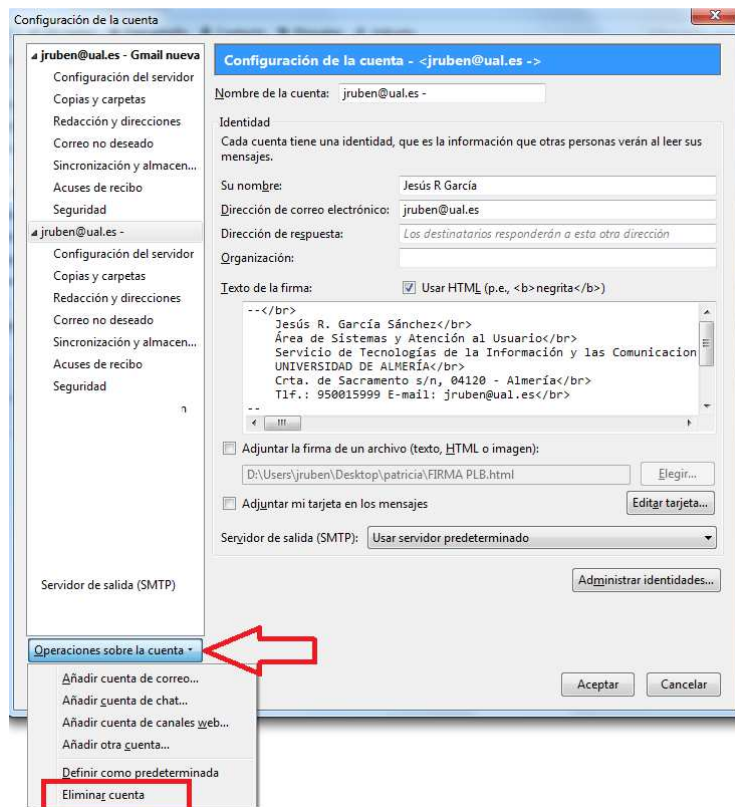 Configuración de la cuenta
jruben@ual.es - Gmail nueva
Configuración del servidor
Copias y carpetas
Redacción y direcciones
Correo no deseado
Sincronización y almacen...
Acuses de recibo
Seguridad
jruben@ual.es -
Configuración del servidor
Copias y carpetas
Redacción y direcciones
Correo no deseado
Sincronización y almacen...
Acuses de recibo
Seguridad
Servidor de salida (SMTP)
Operaciones sobre la cuenta
Añadir cuenta de correo...
Añadir cuenta de chat...
Añadir cuenta de canales web...
Añadir otra cuenta...
Definir como predeterminada
Eliminar cuenta
Configuración de la cuenta - <jruben@ual.es ->
Nombre de la cuenta: jruben@ual.es -
Identidad
Cada cuenta tiene una identidad, que es la información que otras personas verán al leer sus
mensajes.
Su nombre: Jesús R García
Dirección de correo electrónico: jruben@ual.es
Dirección de respuesta: Los destinatarios responderán a esta otra dirección
Organización:
Texto de la firma: Usar HTML (p.e., <b>negrita</b>)
--</br>
Jesús R. García Sánchez</br>
Área de Sistemas y Atención al Usuario</br>
Servicio de Tecnologías de la Información y las Comunicacion
UNIVERSIDAD DE ALMERÍA</br>
Crta. de Sacramento s/n, 04120 - Almería</br>
Tlf.: 950015999 E-mail: jruben@ual.es</br>
--
Adjuntar la firma de un archivo (texto, HTML o imagen):
D:\Users\jruben\Desktop\patricia\FIRMA PLB.html Elegir...
Adjuntar mi tarjeta en los mensajes Editar tarjeta...
Servidor de salida (SMTP): Usar servidor predeterminado
Administrar identidades...
Aceptar Cancelar